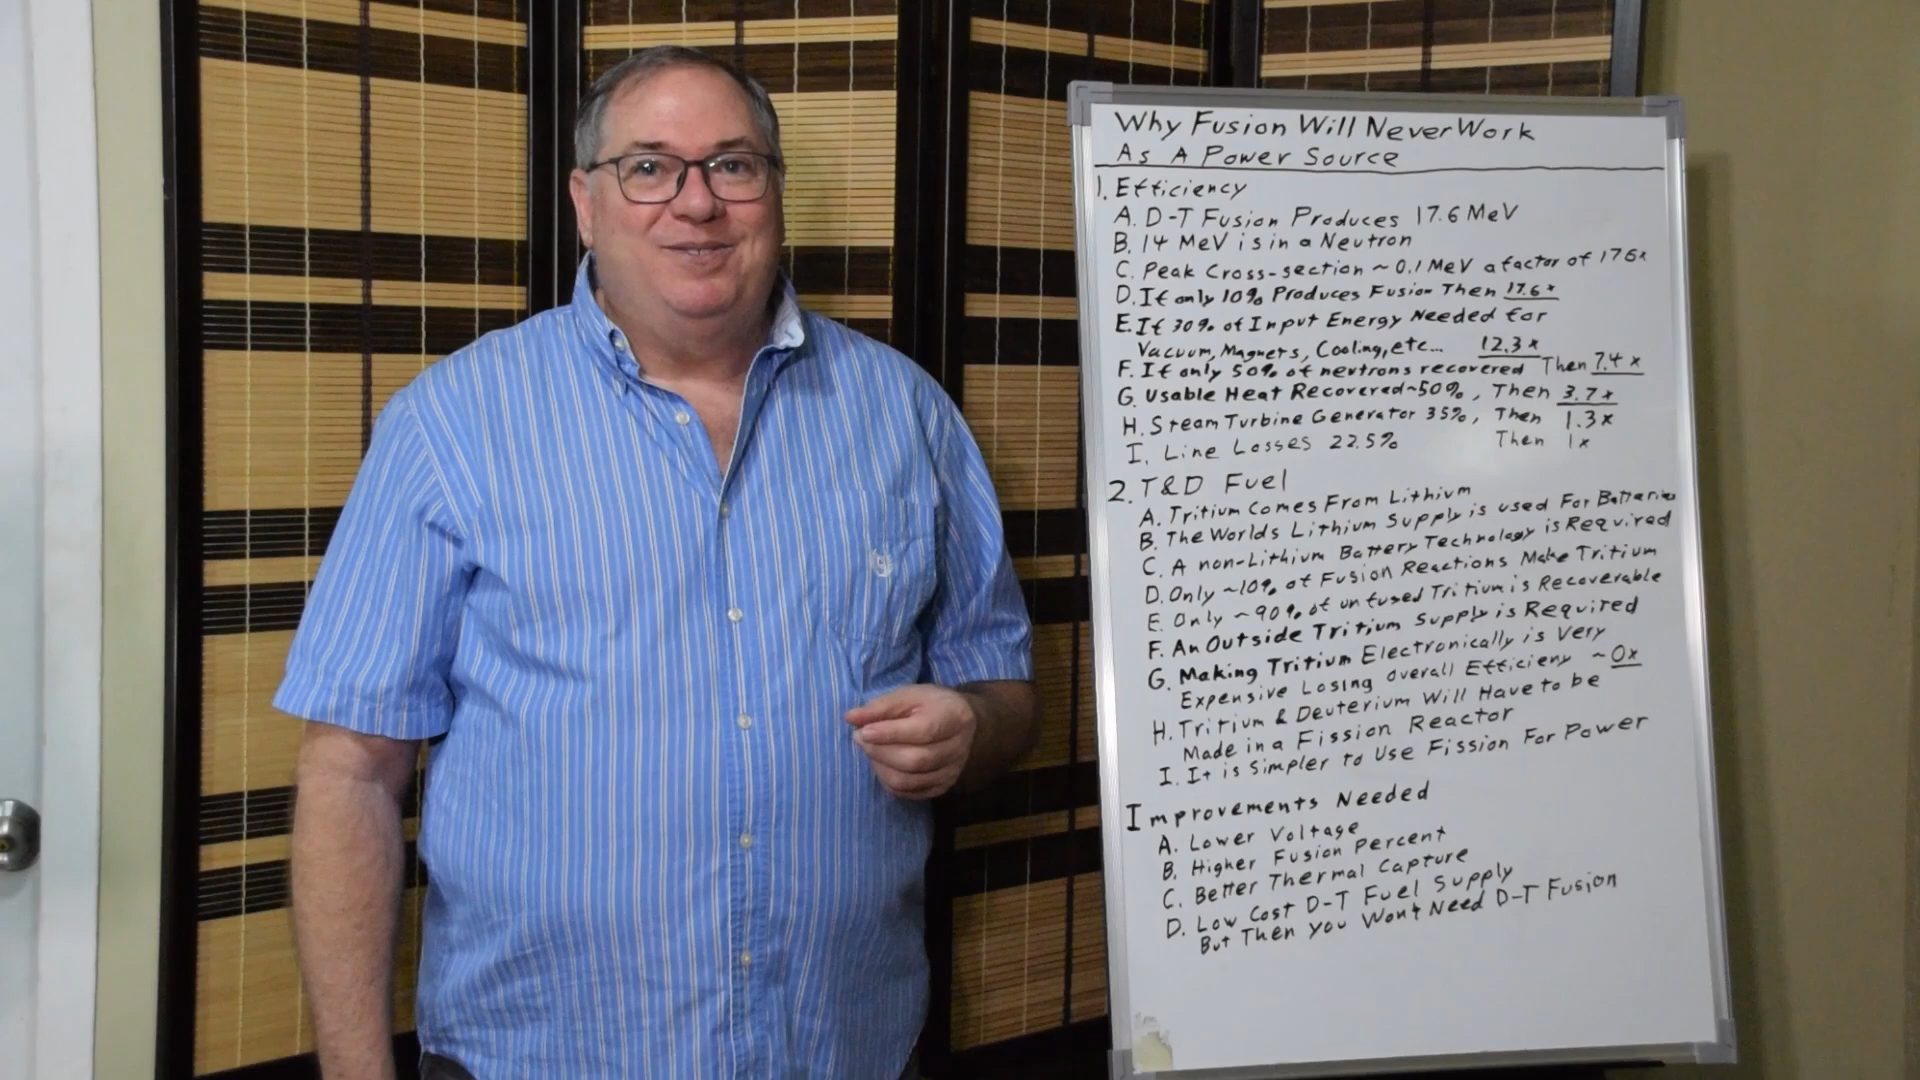 Why Fusion Will Never Work
As A Power Source
1. Efficiency
A. D-T Fusion Produces 17.6 MeV
B. 14 MeV is in a Neutron
C. Peak Cross-section ~ 0.1 MeV a factor of 176x
D. If only 10% Produces Fusion Then 17.6x
E. If 30% of Input Energy Needed for
Vacuum, Magnets, Cooling, etc... 12.3x
F. If only 50% of neutrons recovered Then 7.4x
G. Usable Heat Recovered ~50%, Then 3.7x
H. Steam Turbine Generator 35%, Then 1.3x
I. Line Losses 22.5% Then 1x
2. T&D Fuel
A. Tritium Comes From Lithium
B. The Worlds Lithium Supply is used For Batteries
C. A non-Lithium Battery Technology is Required
D. Only ~10% of Fusion Reactions Make Tritium
E. Only ~90% of unfused Tritium is Recoverable
F. An Outside Tritium Supply is Required
G. Making Tritium Electronically is Very
Expensive Losing overall Efficieny ~0x
H. Tritium & Deuterium Will Have to be
Made in a Fission Reactor
I. It is Simpler to Use Fission For Power
Improvements Needed
A. Lower Voltage
B. Higher Fusion Percent
C. Better Thermal Capture
D. Low Cost D-T Fuel Supply
But Then you Wont Need D-T Fusion